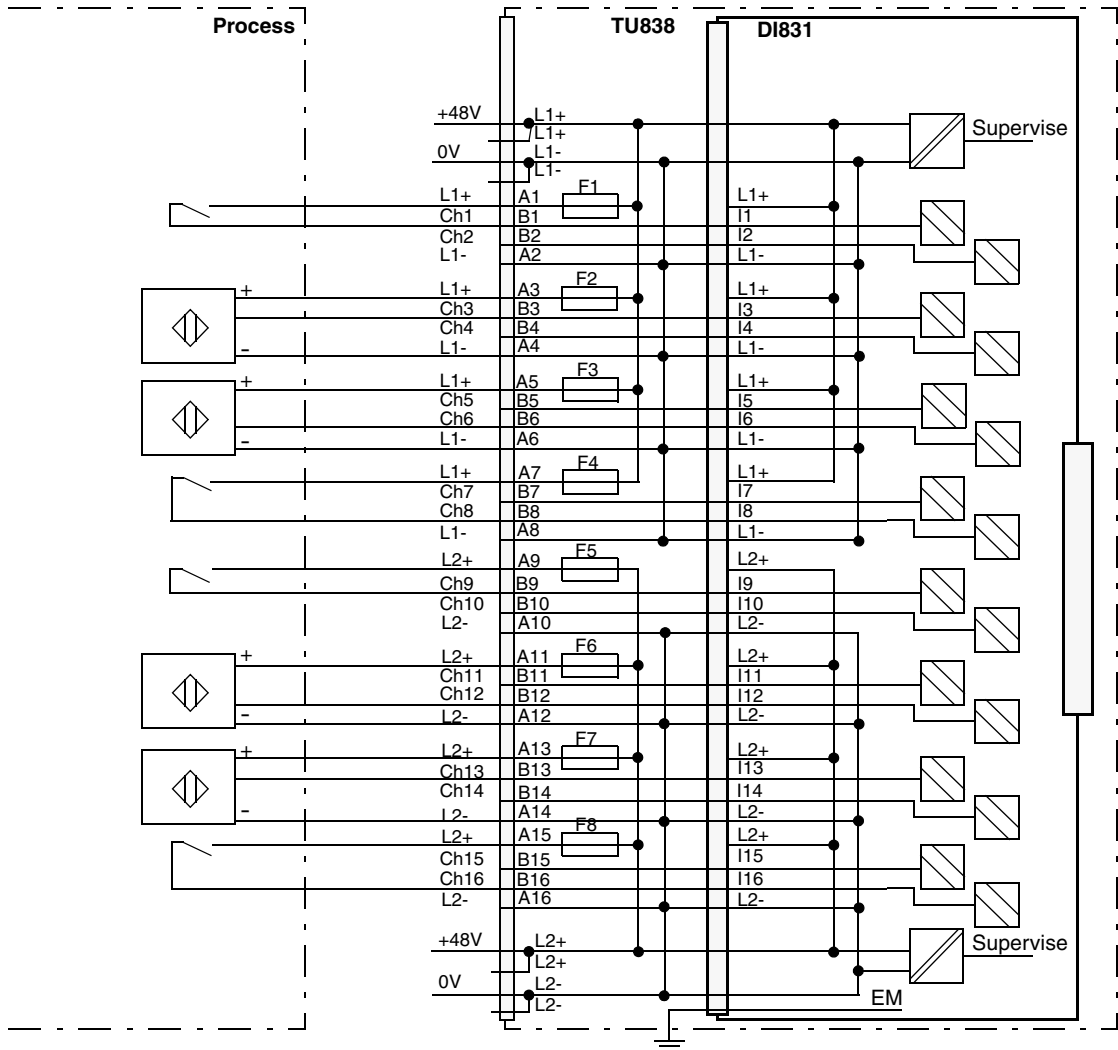 Process TU838 DI831
+48V L1+
L1+ Supervise
0V L1-
L1-
F1
L1+ A1 L1+
Ch1 B1 I1
Ch2 B2 I2
L1- A2 L1-
F2
+ L1+ A3 L1+
Ch3 B3 I3
Ch4 B4 I4
- L1- A4 L1-
F3
+ L1+ A5 L1+
Ch5 B5 I5
Ch6 B6 I6
- L1- A6 L1-
F4
L1+ A7 L1+
Ch7 B7 I7
Ch8 B8 I8
L1- A8 L1-
F5
L2+ A9 L2+
Ch9 B9 I9
Ch10 B10 I10
L2- A10 L2-
F6
+ L2+ A11 L2+
Ch11 B11 I11
Ch12 B12 I12
- L2- A12 L2-
F7
+ L2+ A13 L2+
Ch13 B13 I13
Ch14 B14 I14
- L2- A14 L2-
F8
L2+ A15 L2+
Ch15 B15 I15
Ch16 B16 I16
L2- A16 L2-
+48V L2+ Supervise
L2+
0V L2-
L2- EM